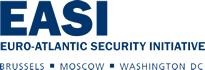 EASI
EURO-ATLANTIC SECURITY INITIATIVE
BRUSSELS ■ MOSCOW ■ WASHINGTON DC